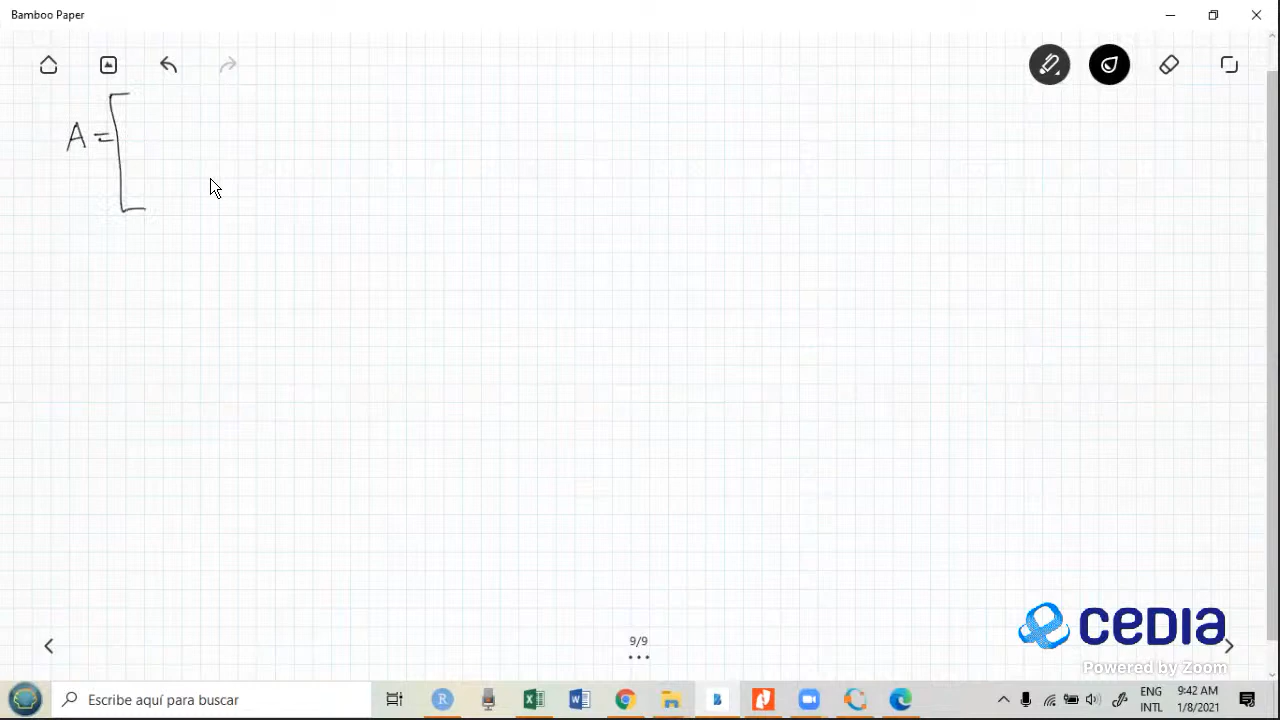 Bamboo Paper
A = [
9/9
cedia
Powered by Zoom
Escribe aquí para buscar
ENG
INTL
9:42 AM
1/8/2021